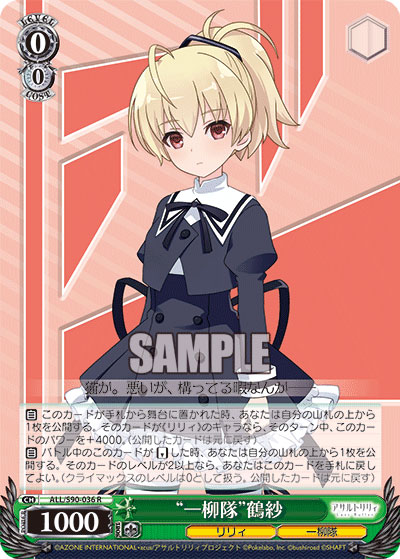 LEVEL
0
0
COST
SAMPLE
猫か。悪いが、構ってる暇なんか――
自 このカードが手札から舞台に置かれた時、あなたは自分の山札の上から
1枚を公開する。そのカードが《リリィ》のキャラなら、そのターン中、このカー
ドのパワーを+4000。(公開したカードは元に戻す)
自 バトル中のこのカードが【】した時、あなたは自分の山札の上から1枚を公
開する。そのカードのレベルが2以上なら、あなたはこのカードを手札に戻し
てよい。(クライマックスのレベルは0として扱う。公開したカードは元に戻す)
CH
ALL/S90-036 R
1000
“一柳隊”鶴紗
アサルトリリィ
リリィ
一柳隊
©AZONE INTERNATIONAL・acus/アサルトリリィプロジェクト ©Pokelabo, Inc. ©bushiroad ©SHAFT